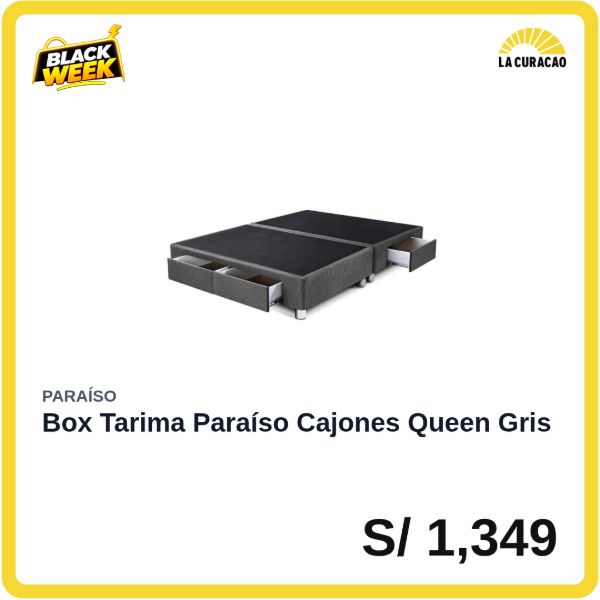 BLACK
WEEK
LA CURACAO
PARAÍSO
Box Tarima Paraíso Cajones Queen Gris
S/ 1,349